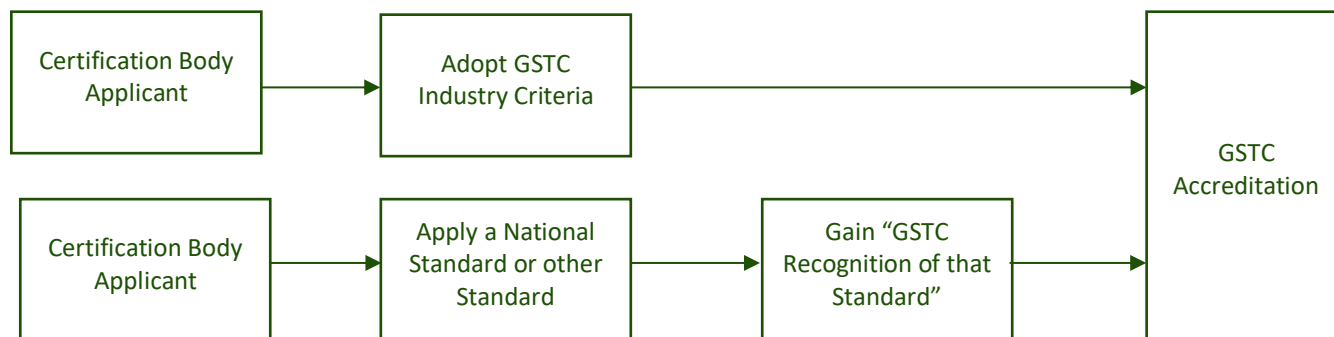 Certification Body
Applicant
Adopt GSTC
Industry Criteria
GSTC
Accreditation
Certification Body
Applicant
Apply a National
Standard or other
Standard
Gain “GSTC
Recognition of that
Standard”